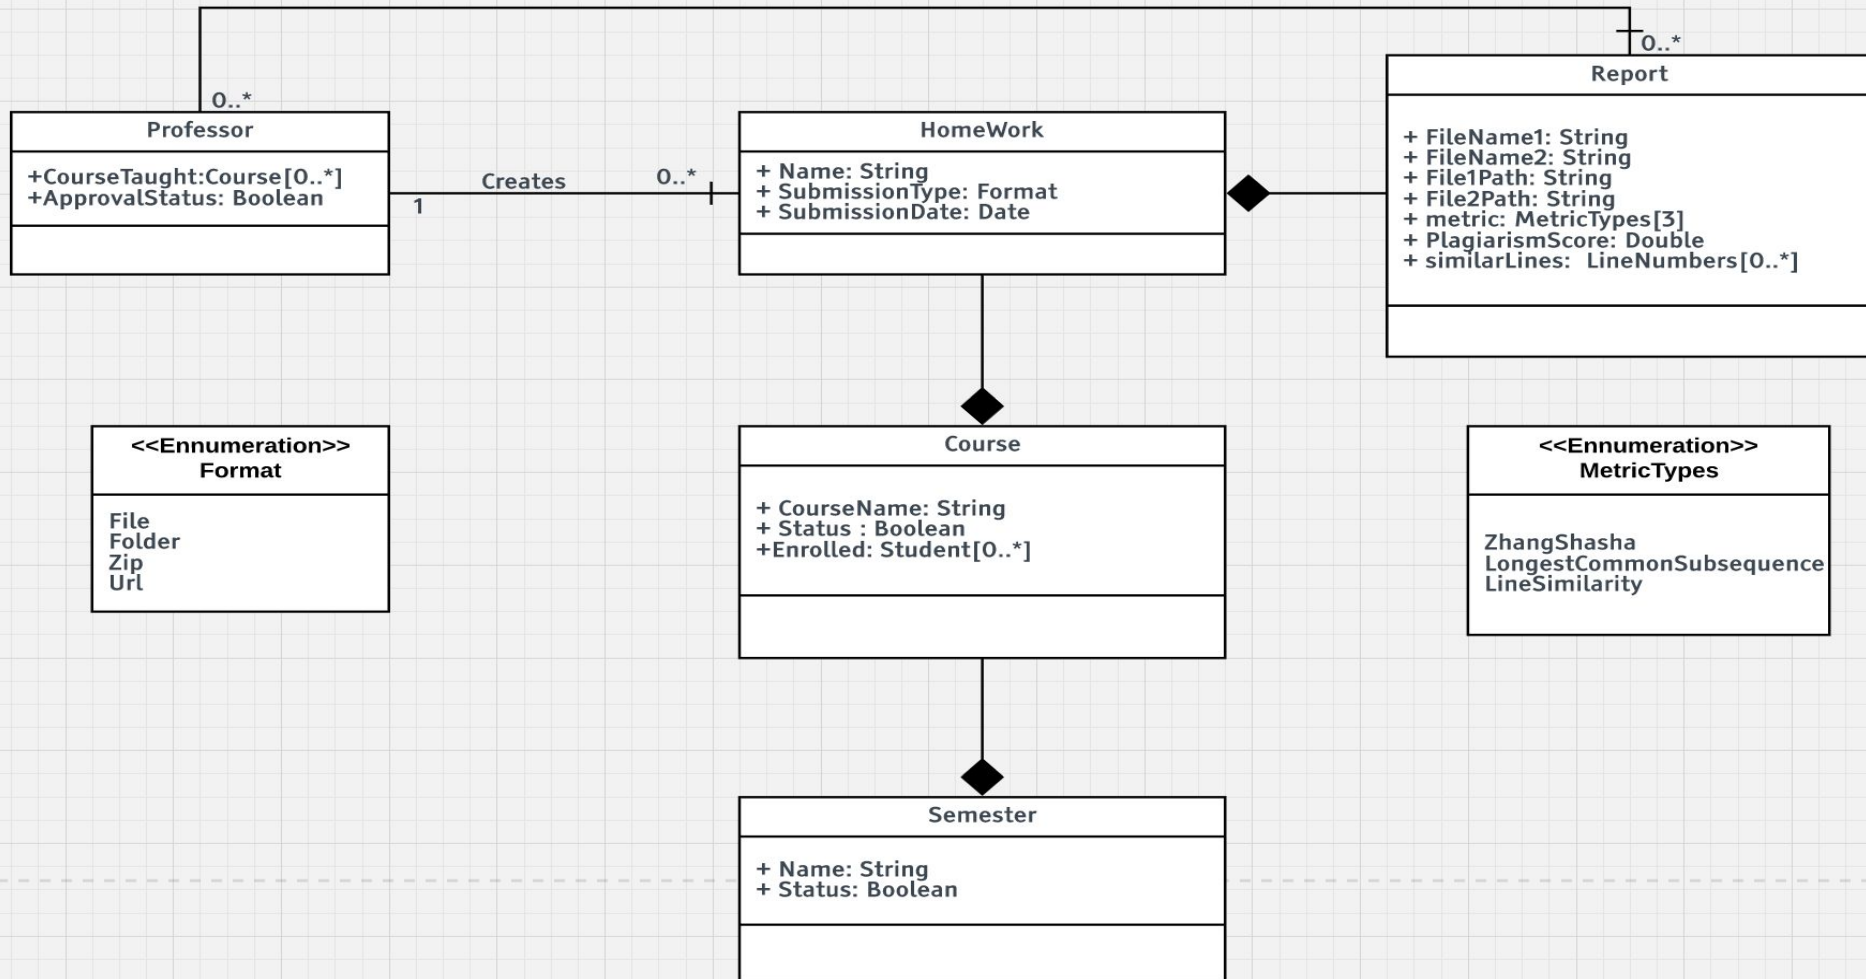 0..*
Report
+ FileName1: String
+ FileName2: String
+ File1Path: String
+ File2Path: String
+ metric: MetricTypes[3]
+ PlagiarismScore: Double
+ similarLines:  LineNumbers[0..*]
0..*
Professor
+CourseTaught:Course[0..*]
+ApprovalStatus: Boolean
Creates
1
0..*
HomeWork
+ Name: String
+ SubmissionType: Format
+ SubmissionDate: Date
<<Ennumeration>>
Format
File
Folder
Zip
Url
Course
+ CourseName: String
+ Status : Boolean
+Enrolled: Student[0..*]
<<Ennumeration>>
MetricTypes
ZhangShasha
LongestCommonSubsequence
LineSimilarity
Semester
+ Name: String
+ Status: Boolean